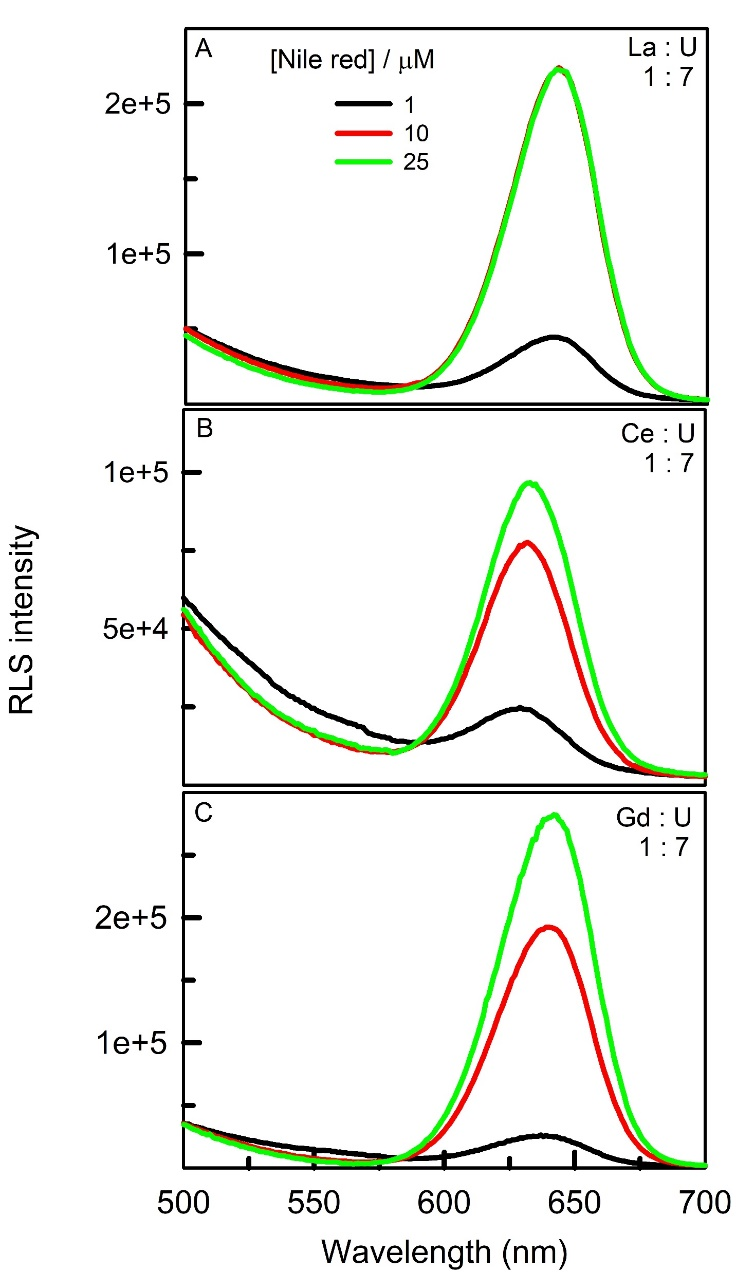 A
[Nile red] / μM
1
10
25
La : U
1 : 7
2e+5
1e+5
B
Ce : U
1 : 7
1e+5
5e+4
RLS intensity
C
Gd : U
1 : 7
2e+5
1e+5
500 550 600 650 700
Wavelength (nm)